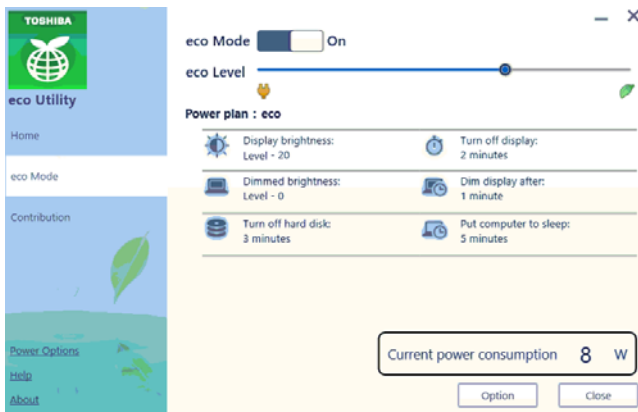 TOSHIBA
eco Utility
Home
eco Mode
Contribution
Power Options
Help
About
eco Mode On
eco Level
Power plan : eco
Display brightness:
Level - 20
Turn off display:
2 minutes
Dimmed brightness:
Level - 0
Dim display after:
1 minute
Turn off hard disk:
3 minutes
Put computer to sleep:
5 minutes
Current power consumption 8 W
Option Close